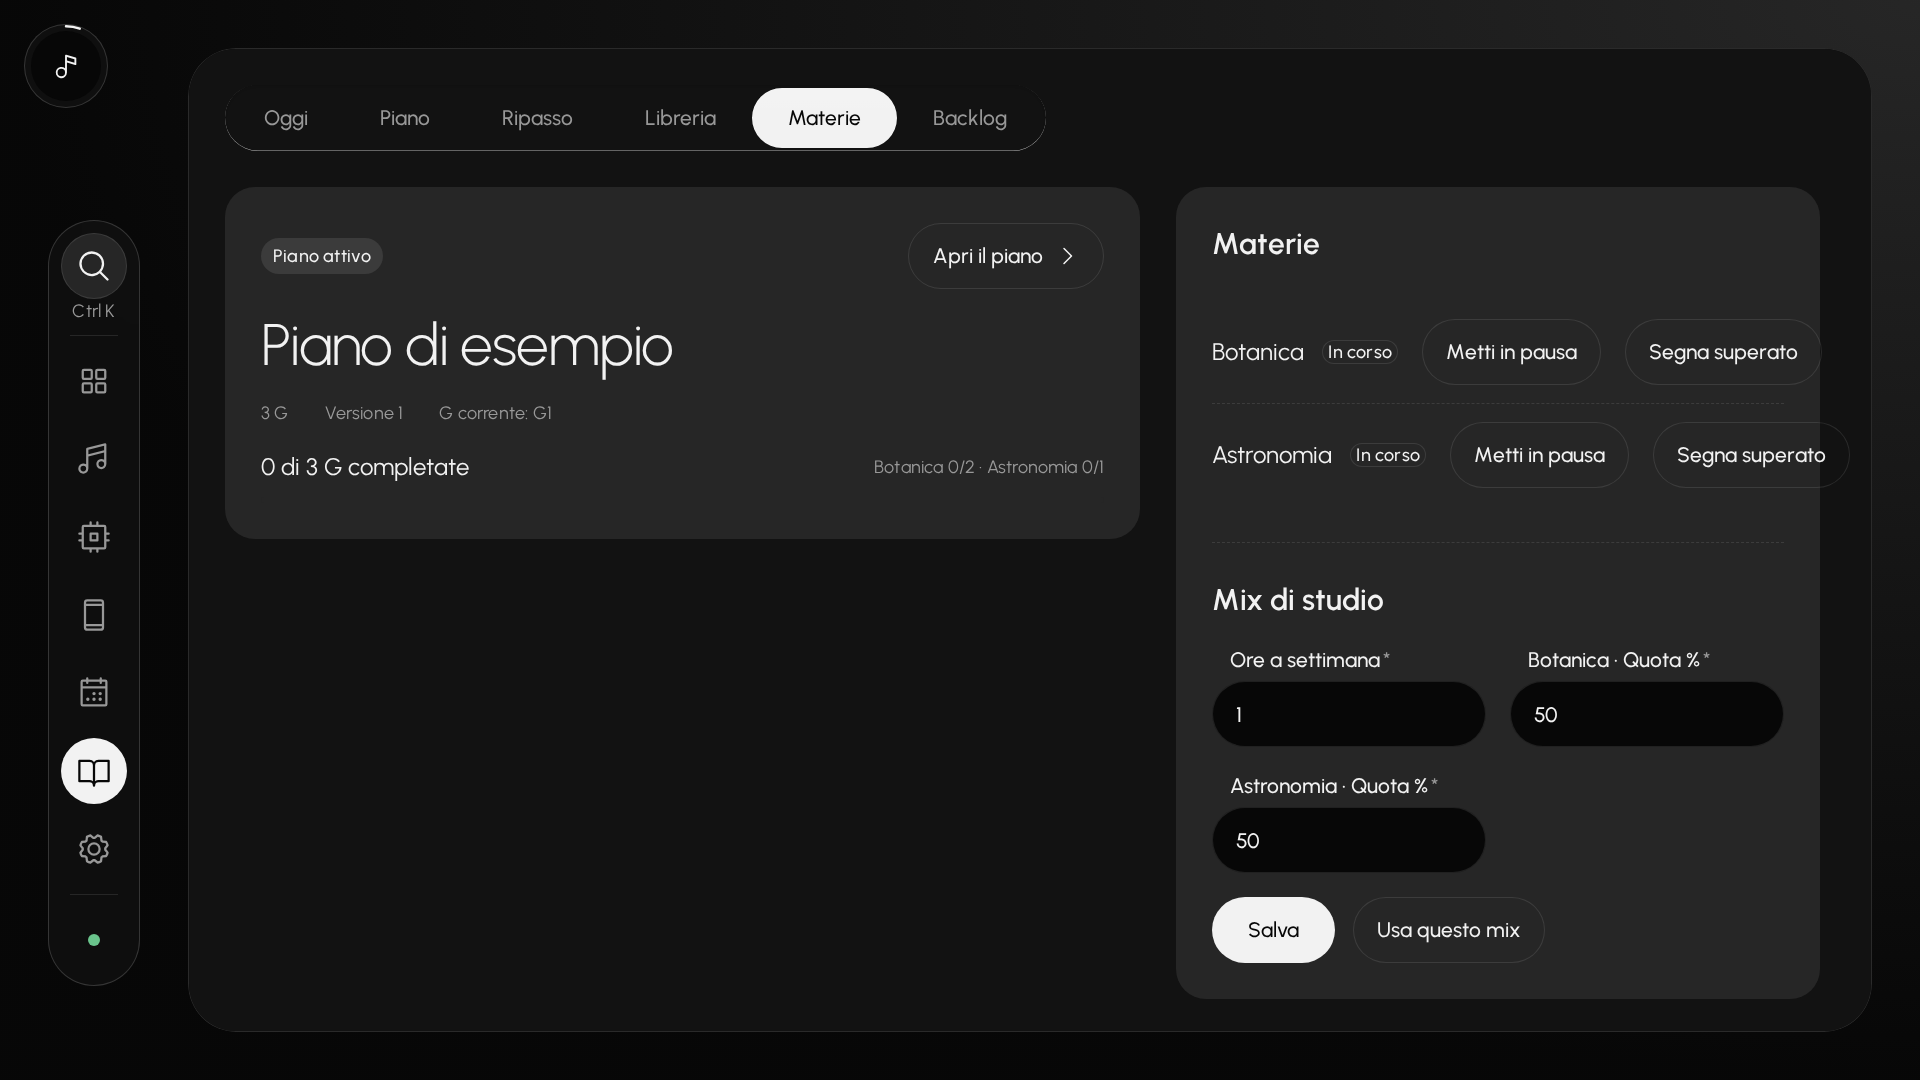 Oggi Piano Ripasso Libreria Materie Backlog
Ctrl K
Piano attivo
Apri il piano
Piano di esempio
3 G Versione 1 G corrente: G1
0 di 3 G completate
Botanica 0/2 · Astronomia 0/1
Materie
Botanica In corso Metti in pausa Segna superato
Astronomia In corso Metti in pausa Segna superato
Mix di studio
Ore a settimana* Botanica · Quota %*
1 50
Astronomia · Quota %*
50
Salva Usa questo mix